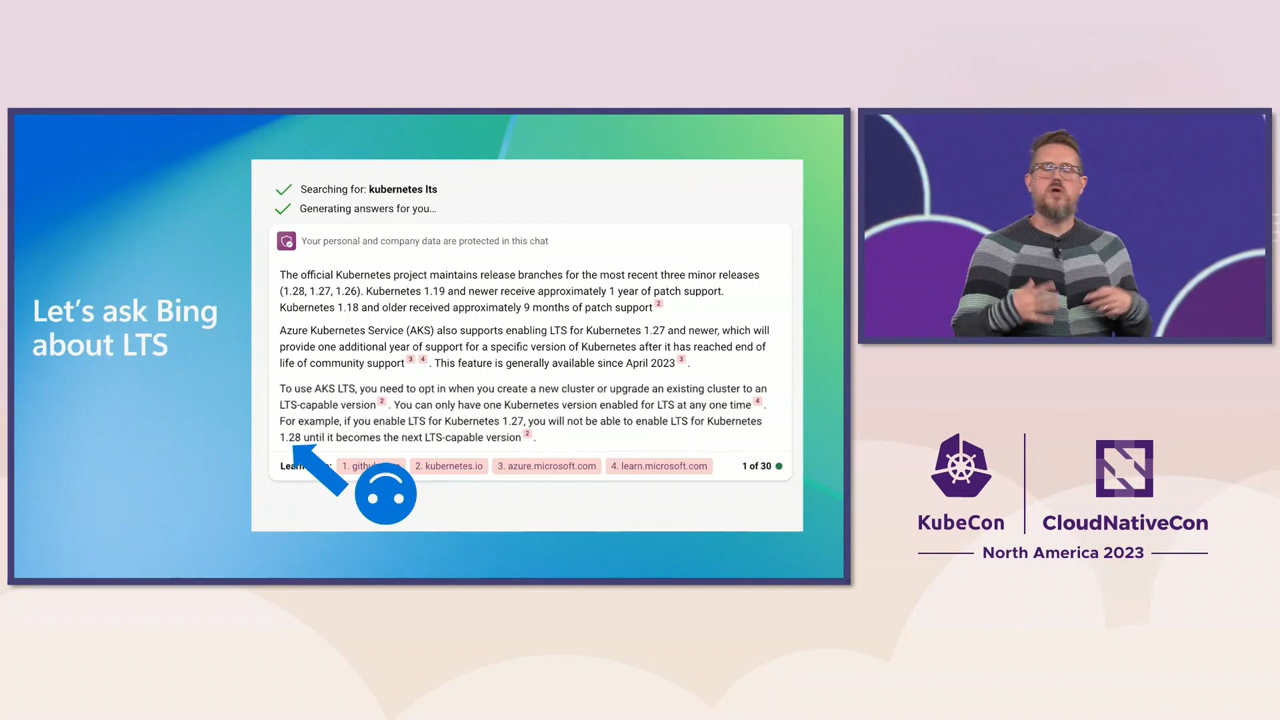 Let's ask Bing
about LTS
Searching for: kubernetes lts
Generating answers for you...
Your personal and company data are protected in this chat
The official Kubernetes project maintains release branches for the most recent three minor releases
(1.28, 1.27, 1.26). Kubernetes 1.19 and newer receive approximately 1 year of patch support.
Kubernetes 1.18 and older received approximately 9 months of patch support 2
Azure Kubernetes Service (AKS) also supports enabling LTS for Kubernetes 1.27 and newer, which will
provide one additional year of support for a specific version of Kubernetes after it has reached end of
life of community support 3 4 . This feature is generally available since April 2023 3 .
To use AKS LTS, you need to opt in when you create a new cluster or upgrade an existing cluster to an
LTS-capable version 2 . You can only have one Kubernetes version enabled for LTS at any one time 4 .
For example, if you enable LTS for Kubernetes 1.27, you will not be able to enable LTS for Kubernetes
1.28 until it becomes the next LTS-capable version 2 .
1. 2. kubernetes.io 3. azure.microsoft.com 4. learn.microsoft.com 1 of 30
KubeCon
CloudNativeCon
North America 2023